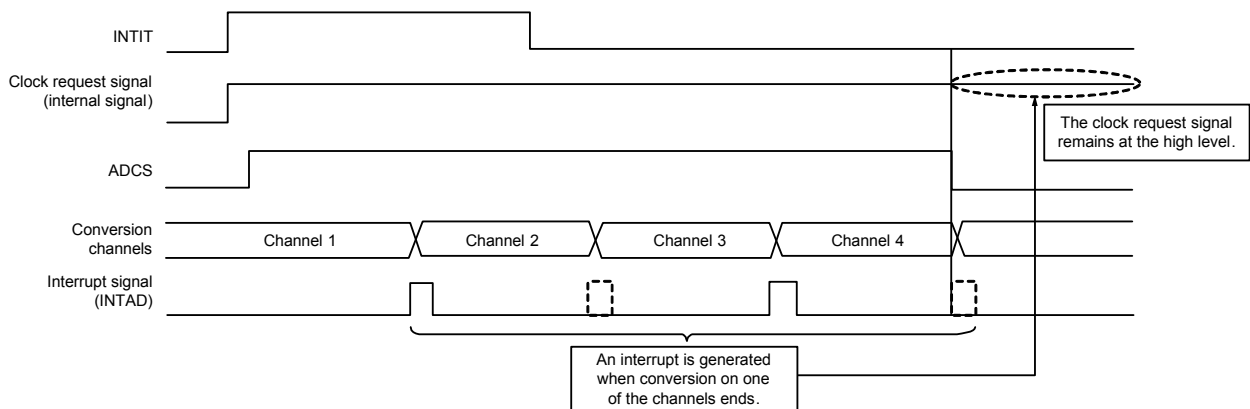 INTIT
Clock request signal
(internal signal)
The clock request signal
remains at the high level.
ADCS
Conversion
channels
Channel 1
Channel 2
Channel 3
Channel 4
Interrupt signal
(INTAD)
An interrupt is generated
when conversion on one
of the channels ends.